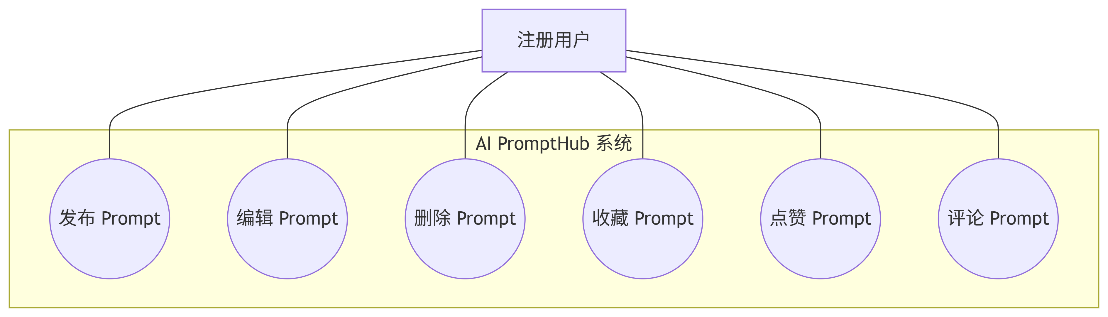 注册用户
AI PromptHub 系统
发布 Prompt
编辑 Prompt
删除 Prompt
收藏 Prompt
点赞 Prompt
评论 Prompt